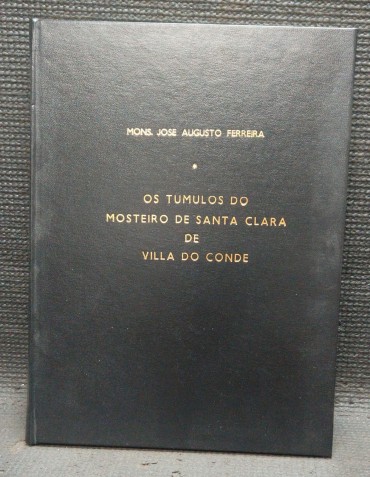 MONS. JOSE AUGUSTO FERREIRA
OS TUMULOS DO
MOSTEIRO DE SANTA CLARA
DE
VILLA DO CONDE